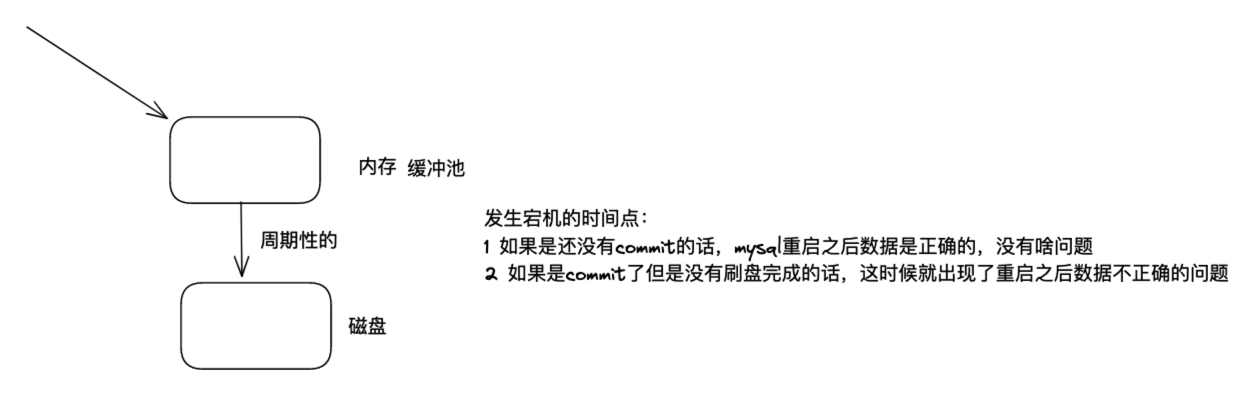 内存 缓冲池
发生宕机的时间点：
周期性的
1 如果是还没有commit的话，mysql重启之后数据是正确的，没有啥问题
2 如果是commit了但是没有刷盘完成的话，这时候就出现了重启之后数据不正确的问题
磁盘